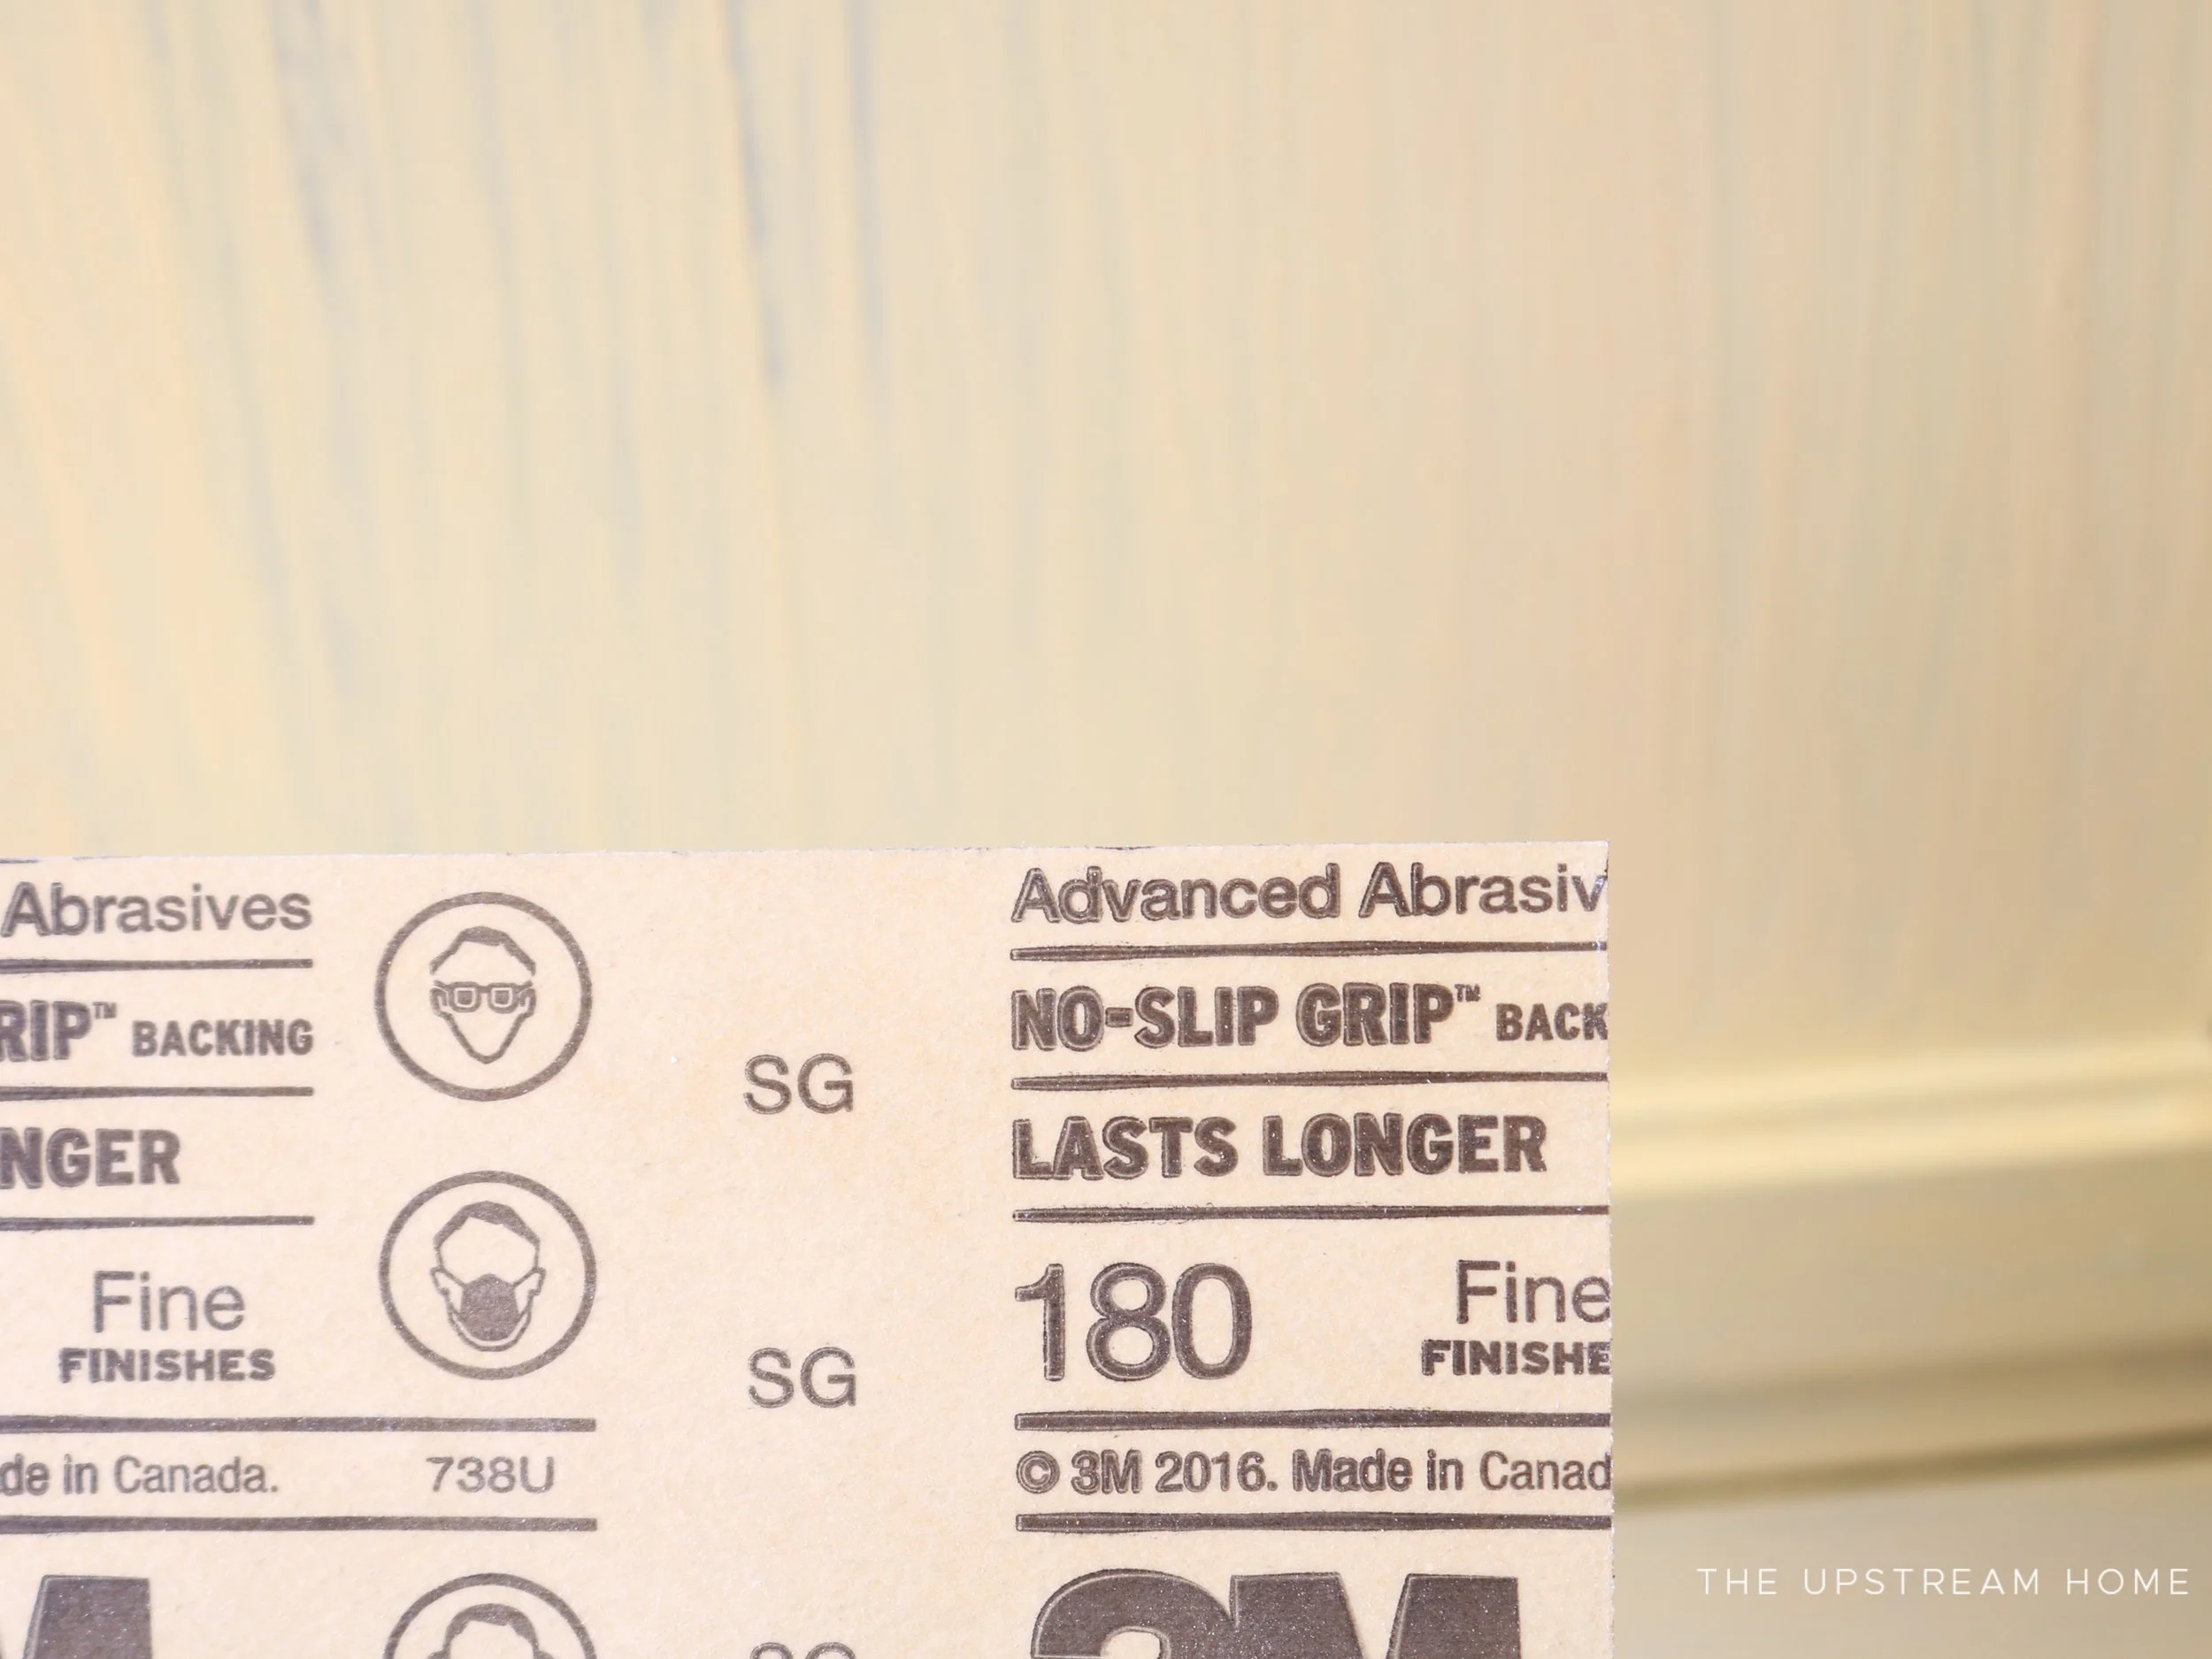 Abrasives
RIP™ BACKING
NGER
Fine
FINISHES
de in Canada. 738U
SG
SG
Advanced Abrasiv
NO-SLIP GRIP™ BACK
LASTS LONGER
180 Fine
FINISHE
© 3M 2016. Made in Canad
3M
THE UPSTREAM HOME